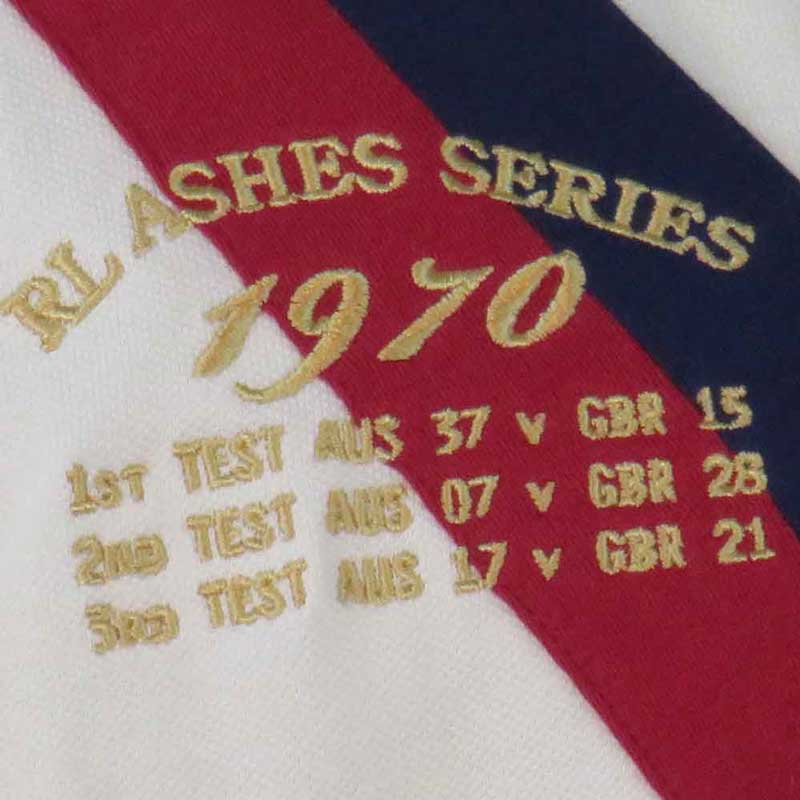 RL ASHES SERIES
1970
1ST TEST AUS 37 v GBR 15
2ND TEST AUS 07 v GBR 28
3RD TEST AUS 17 v GBR 21